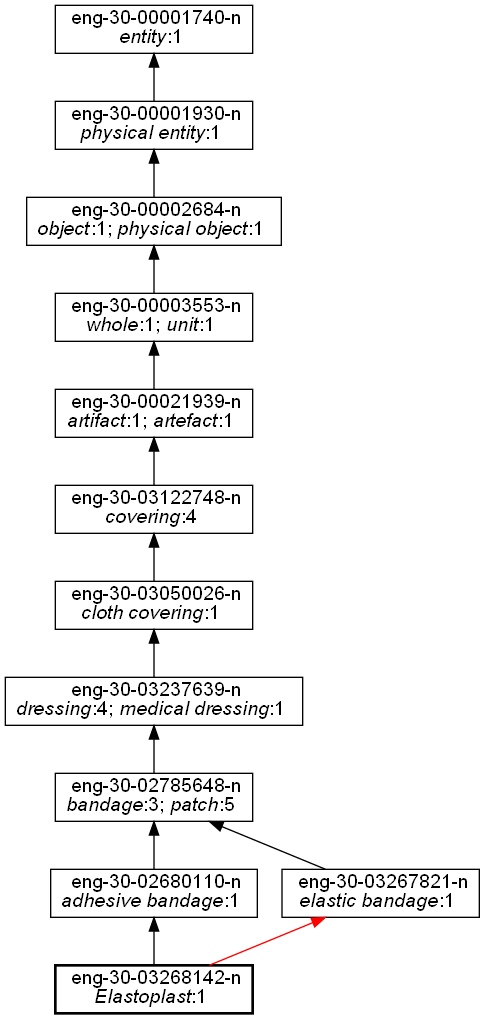 eng-30-00001740-n
entity:1
eng-30-00001930-n
physical entity:1
eng-30-00002684-n
object:1; physical object:1
eng-30-00003553-n
whole:1; unit:1
eng-30-00021939-n
artifact:1; artefact:1
eng-30-03122748-n
covering:4
eng-30-03050026-n
cloth covering:1
eng-30-03237639-n
dressing:4; medical dressing:1
eng-30-02785648-n
bandage:3; patch:5
eng-30-02680110-n
adhesive bandage:1
eng-30-03267821-n
elastic bandage:1
eng-30-03268142-n
Elastoplast:1